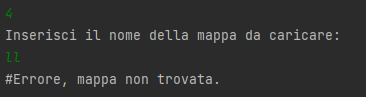 4
Inserisci il nome della mappa da caricare:
ll
#Errore, mappa non trovata.